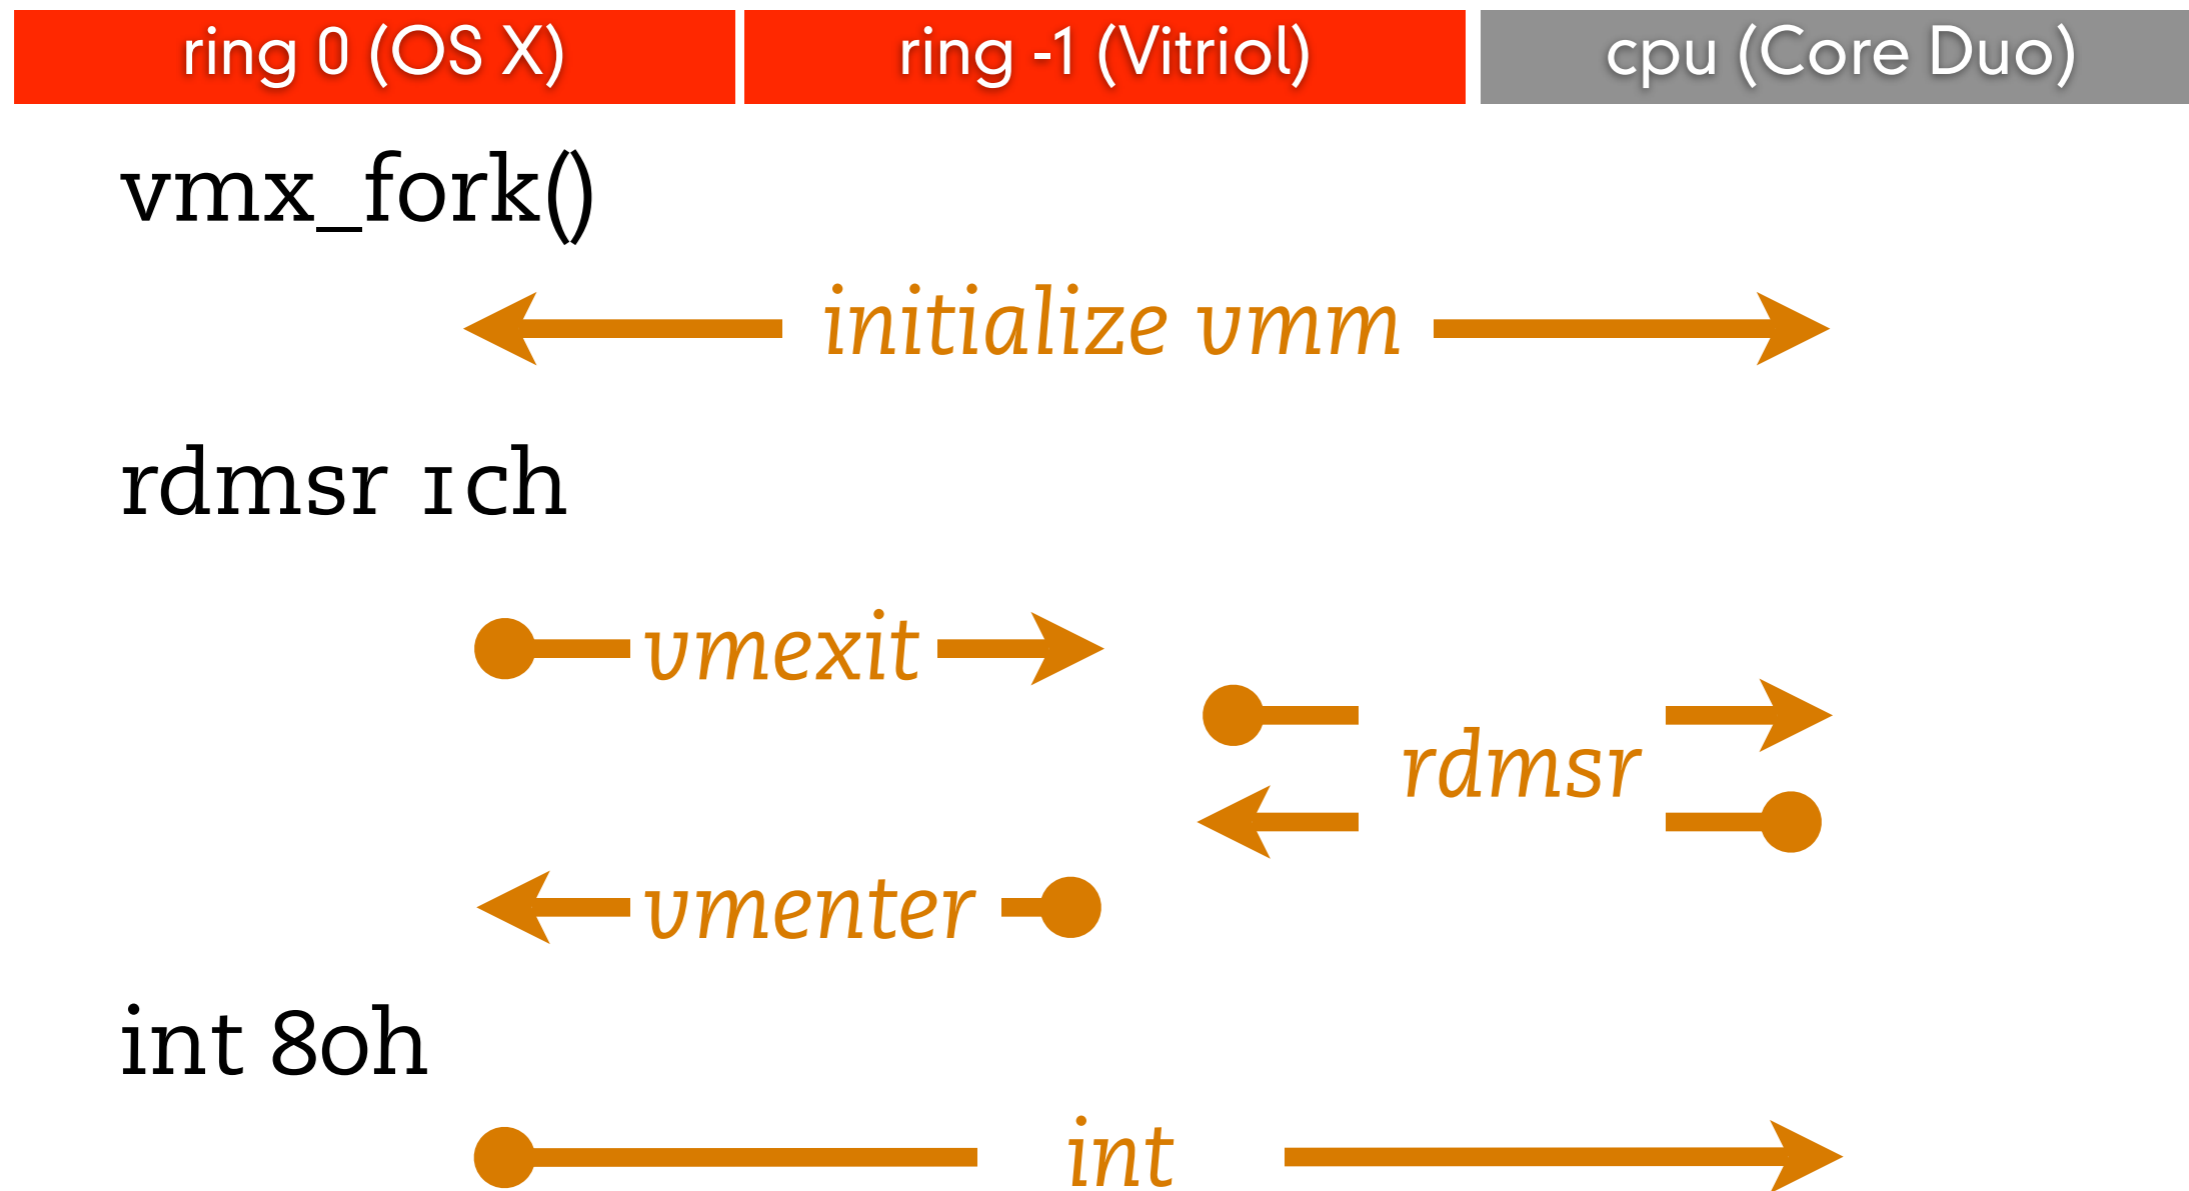 ring 0 (OS X)
ring -1 (Vitriol)
cpu (Core Duo)
vmx_fork()
initialize vmm
rdmsr 1ch
vmexit
rdmsr
vmenter
int 80h
int